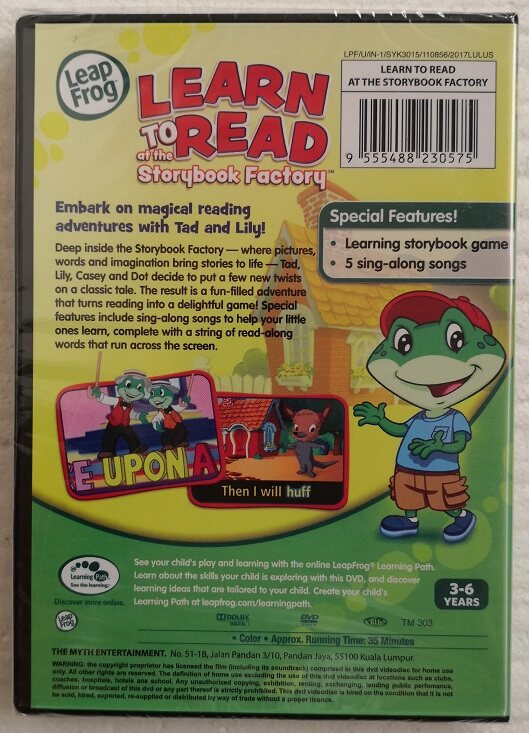 LPF/U/IN-1/SYK3015/110856/2017LULUS
Leap
Frog
LEARN TO READ
AT THE STORYBOOK FACTORY
9 555488 230575
LEARN
TO READ
at the
Storybook Factory™
Embark on magical reading
adventures with Tad and Lily!
Special Features!
• Learning storybook game
• 5 sing-along songs
Deep inside the Storybook Factory — where pictures,
words and imagination bring stories to life — Tad,
Lily, Casey and Dot decide to put a few new twists
on a classic tale. The result is a fun-filled adventure
that turns reading into a delightful game! Special
features include sing-along songs to help your little
ones learn, complete with a string of read-along
words that run across the screen.
E UPON A
Then I will huff
Learning Path
See the learning!
Discover more online.
See your child's play and learning with the online LeapFrog® Learning Path.
Learn about the skills your child is exploring with this DVD, and discover
learning ideas that are tailored to your child. Create your child's
Learning Path at leapfrog.com/learningpath.
3-6
YEARS
Leap
Frog
DOLBY
DIGITAL
DVD
VIDEO
TM 303
• Color • Approx. Running Time: 35 Minutes
THE MYTH ENTERTAINMENT. No. 51-1B, Jalan Pandan 3/10, Pandan Jaya, 55100 Kuala Lumpur.
WARNING: the copyright proprietor has licensed the film (including its soundtrack) comprised in this dvd videodisc for home use
only. All other rights are reserved. The definition of home use excluding the use of this dvd videodisc at locations such as clubs,
coaches, hospitals, hotels ans school. Any unauthorized copying, exhibition, renting, exchanging, landing public performance,
diffusion or broadcast of this dvd or any part thereof is strictly prohibited. This dvd videodisc is hired on the condition that it is not
be sold, hired, exported, re-supplied or distributed by way of trade without a proper licence.